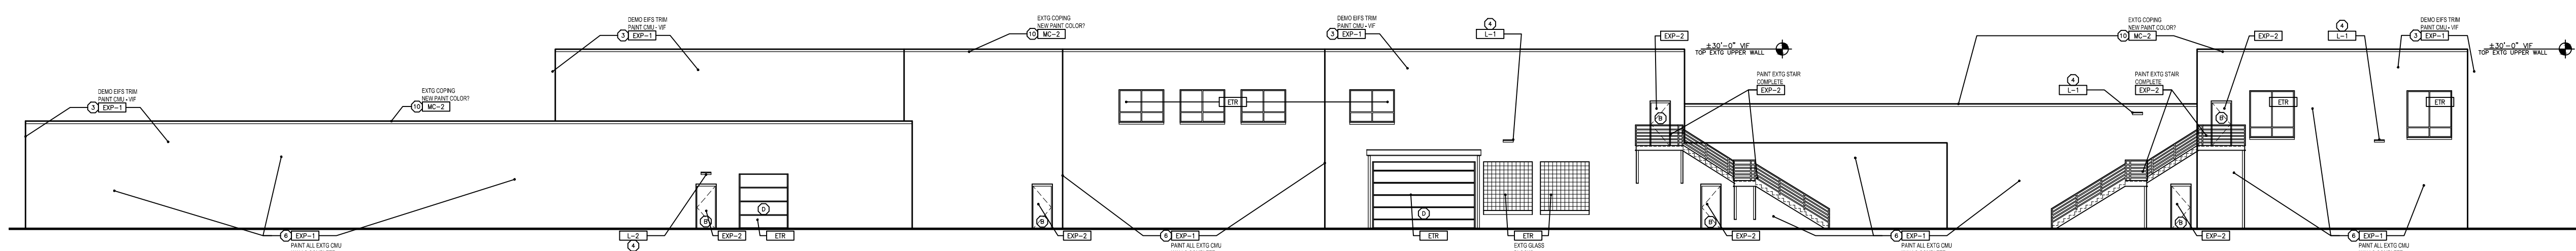 DEMO EIFS TRIM
PAINT CMU - VIF
3 EXP-1
EXTG COPING
NEW PAINT COLOR?
10 MC-2
DEMO EIFS TRIM
PAINT CMU - VIF
3 EXP-1
4
L-1
EXP-2
±30'-0" VIF
TOP EXTG UPPER WALL
EXTG COPING
NEW PAINT COLOR?
10 MC-2
EXP-2
4
L-1
DEMO EIFS TRIM
PAINT CMU - VIF
3 EXP-1
±30'-0" VIF
TOP EXTG UPPER WALL
DEMO EIFS TRIM
PAINT CMU - VIF
3 EXP-1
EXTG COPING
NEW PAINT COLOR?
10 MC-2
ETR
PAINT EXTG STAIR
COMPLETE
EXP-2
4
L-1
PAINT EXTG STAIR
COMPLETE
EXP-2
ETR
ETR
B
B
D
D
B
B
B
B
6 EXP-1
PAINT ALL EXTG CMU
L-2
4
EXP-2
ETR
EXP-2
6 EXP-1
PAINT ALL EXTG CMU
ETR
ETR
EXTG GLASS
EXP-2
6 EXP-1
PAINT ALL EXTG CMU
EXP-2
6 EXP-1
PAINT ALL EXTG CMU